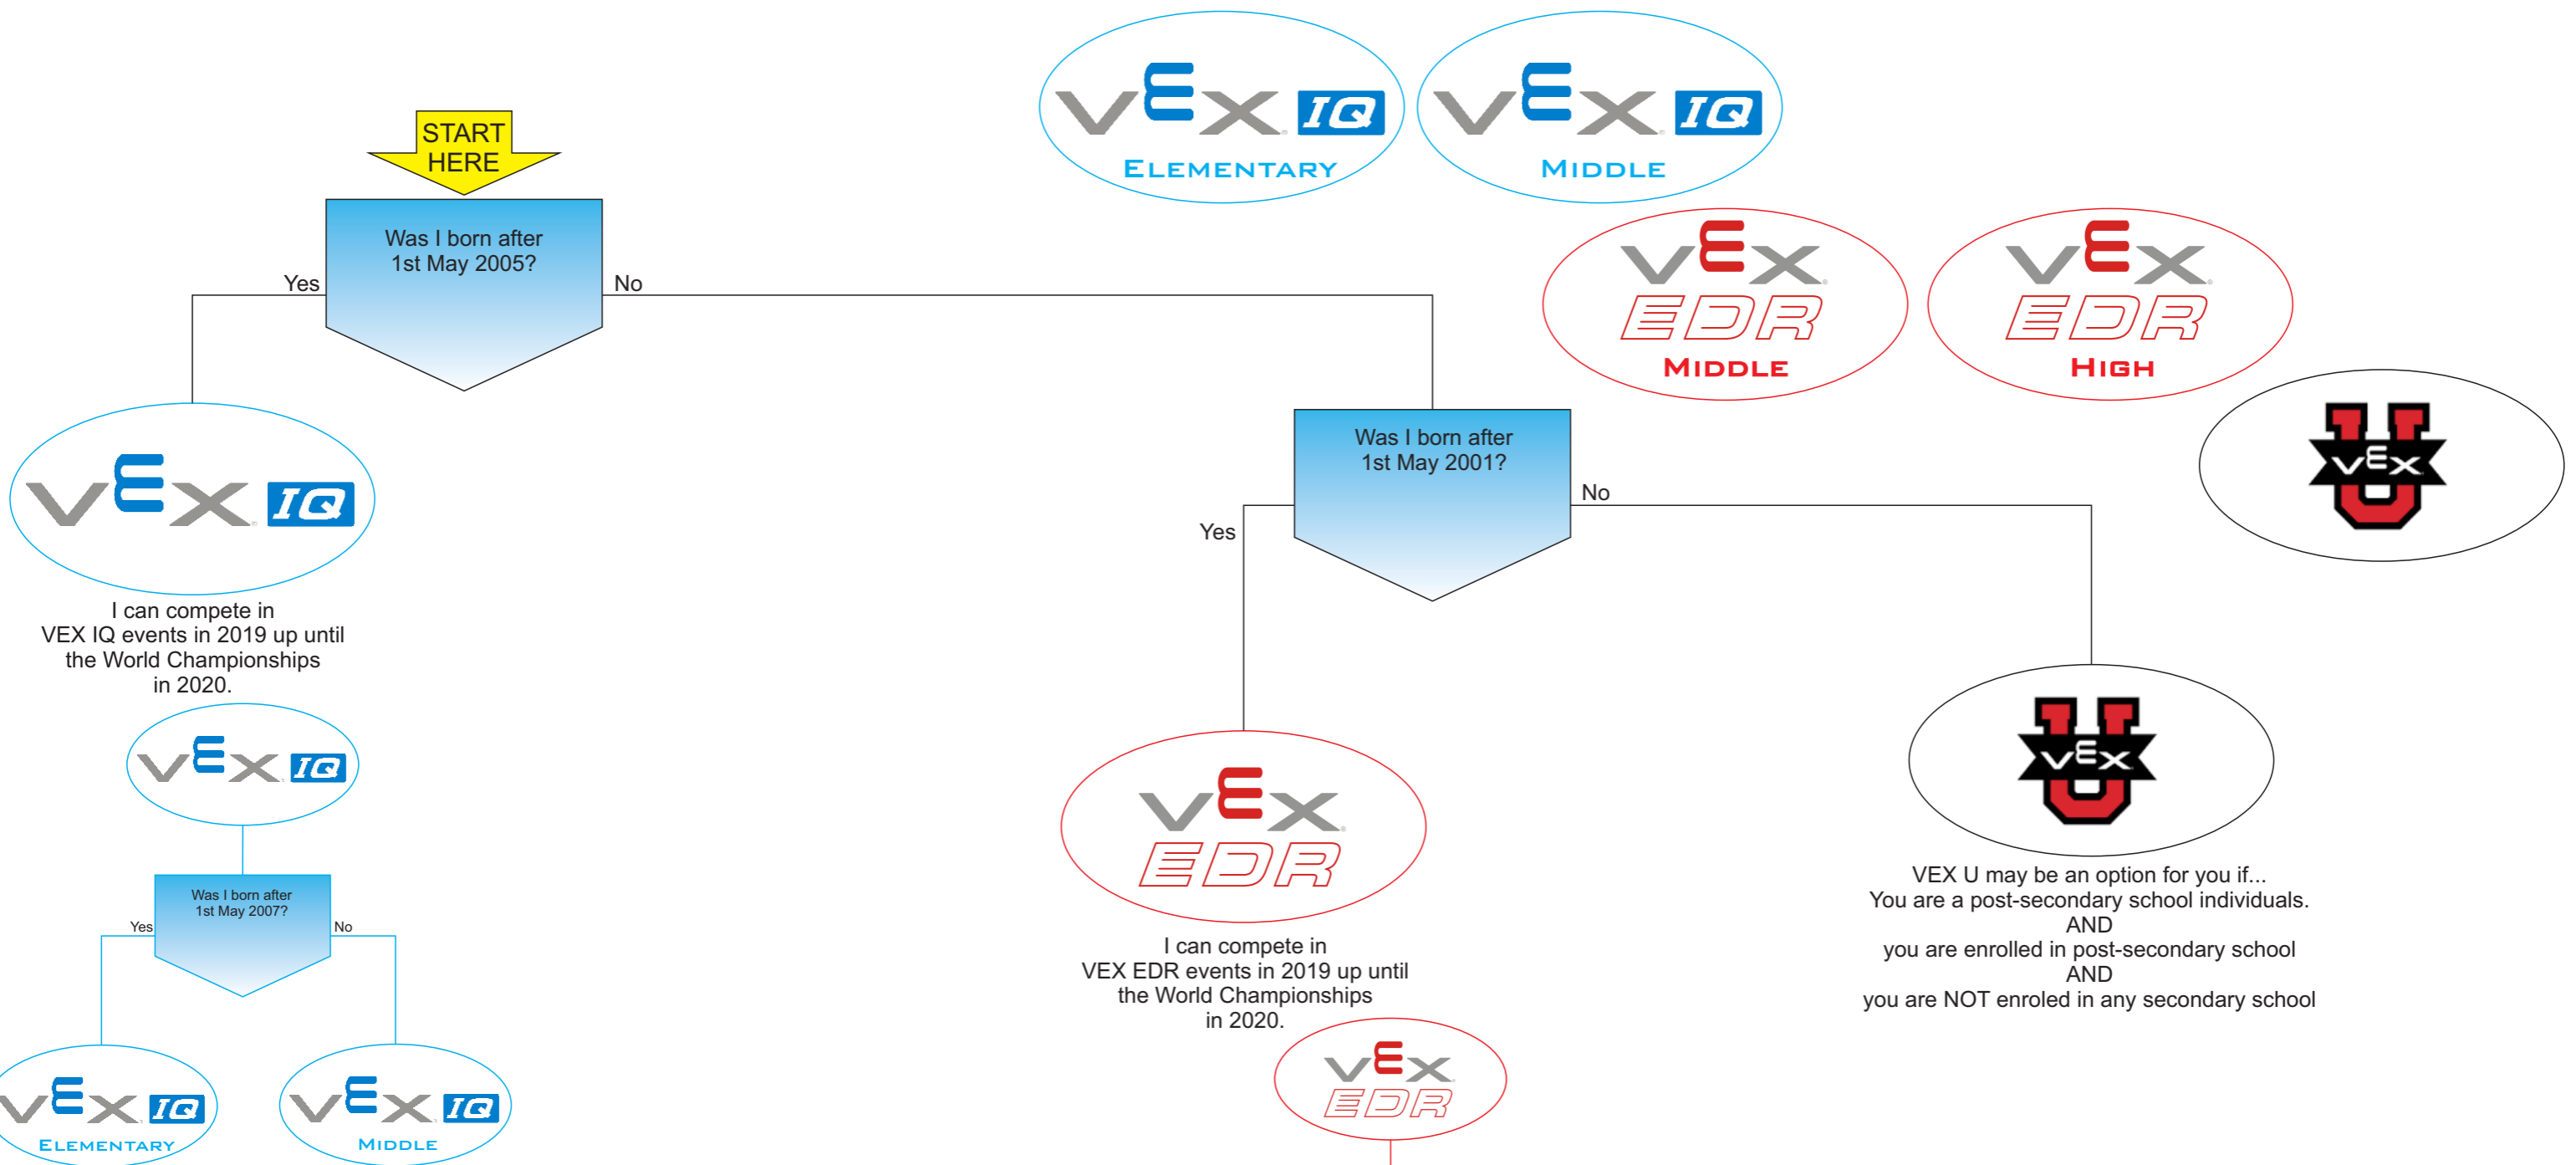 VEX IQ
ELEMENTARY
VEX IQ
MIDDLE
START
HERE
Was I born after
1st May 2005?
Yes
No
VEX
EDR
MIDDLE
VEX
EDR
HIGH
VEX U
Was I born after
1st May 2001?
Yes
No
VEX IQ
I can compete in
VEX IQ events in 2019 up until
the World Championships
in 2020.
VEX IQ
Was I born after
1st May 2007?
Yes
No
VEX IQ
ELEMENTARY
VEX IQ
MIDDLE
VEX
EDR
I can compete in
VEX EDR events in 2019 up until
the World Championships
in 2020.
VEX
EDR
VEX U
VEX U may be an option for you if...
You are a post-secondary school individuals.
AND
you are enrolled in post-secondary school
AND
you are NOT enroled in any secondary school